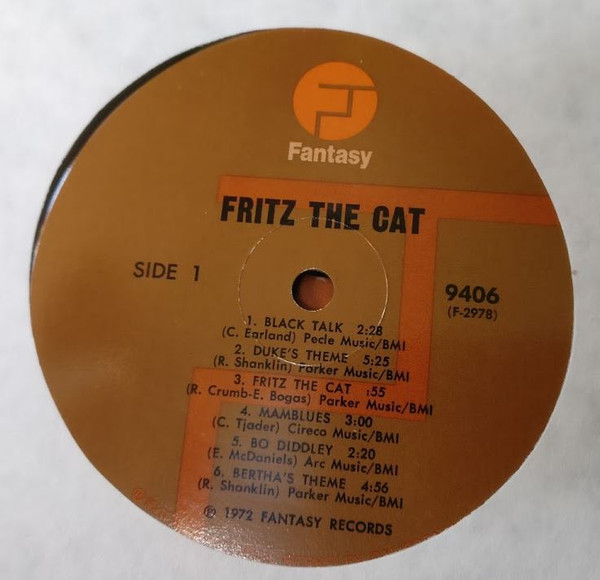 Fantasy
FRITZ THE CAT
SIDE 1
9406
(F-2978)
1. BLACK TALK 2:28
(C. Earland) Pecle Music/BMI
2. DUKE'S THEME 5:25
(R. Shanklin) Parker Music/BMI
3. FRITZ THE CAT :55
(R. Crumb-E. Bogas) Parker Music/BMI
4. MAMBLUES 3:00
(C. Tjader) Cireco Music/BMI
5. BO DIDDLEY 2:20
(E. McDaniels) Arc Music/BMI
6. BERTHA'S THEME 4:56
(R. Shanklin) Parker Music/BMI
℗ 1972 FANTASY RECORDS